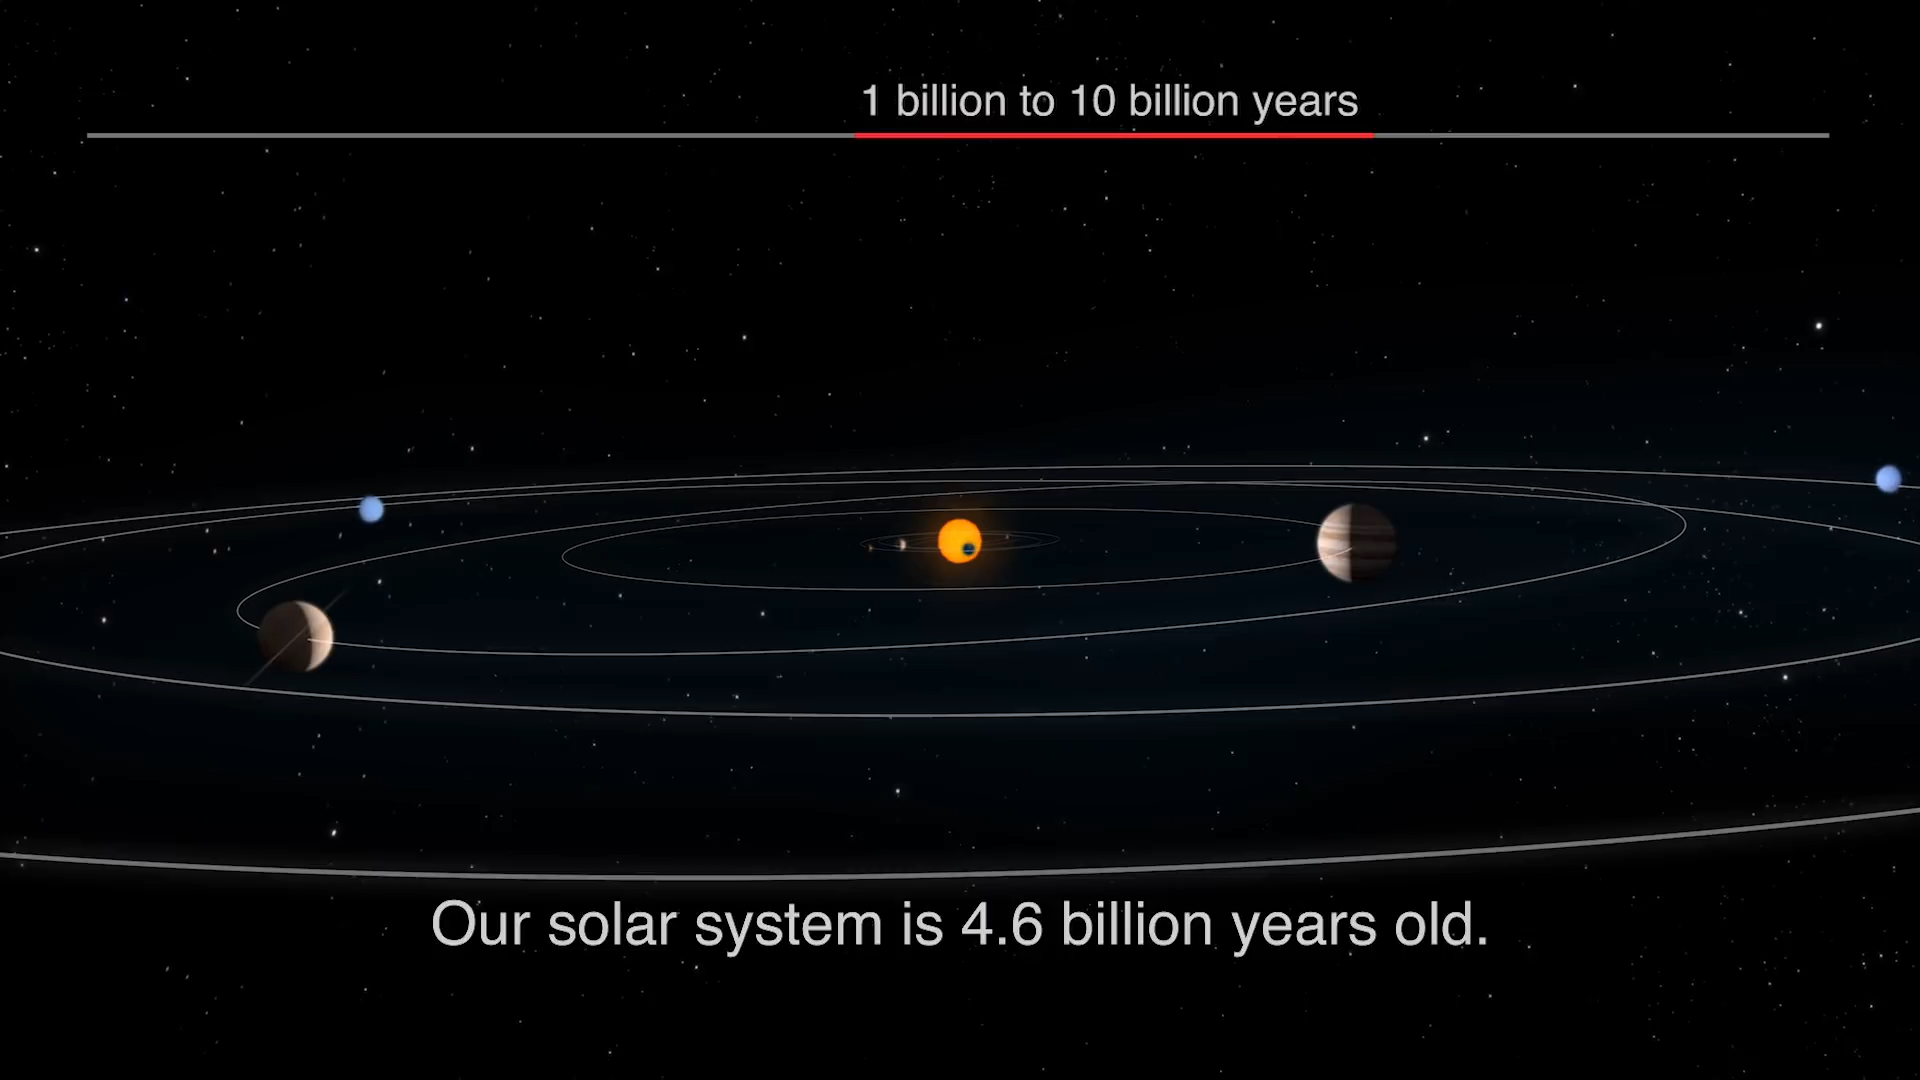 1 billion to 10 billion years
Our solar system is 4.6 billion years old.